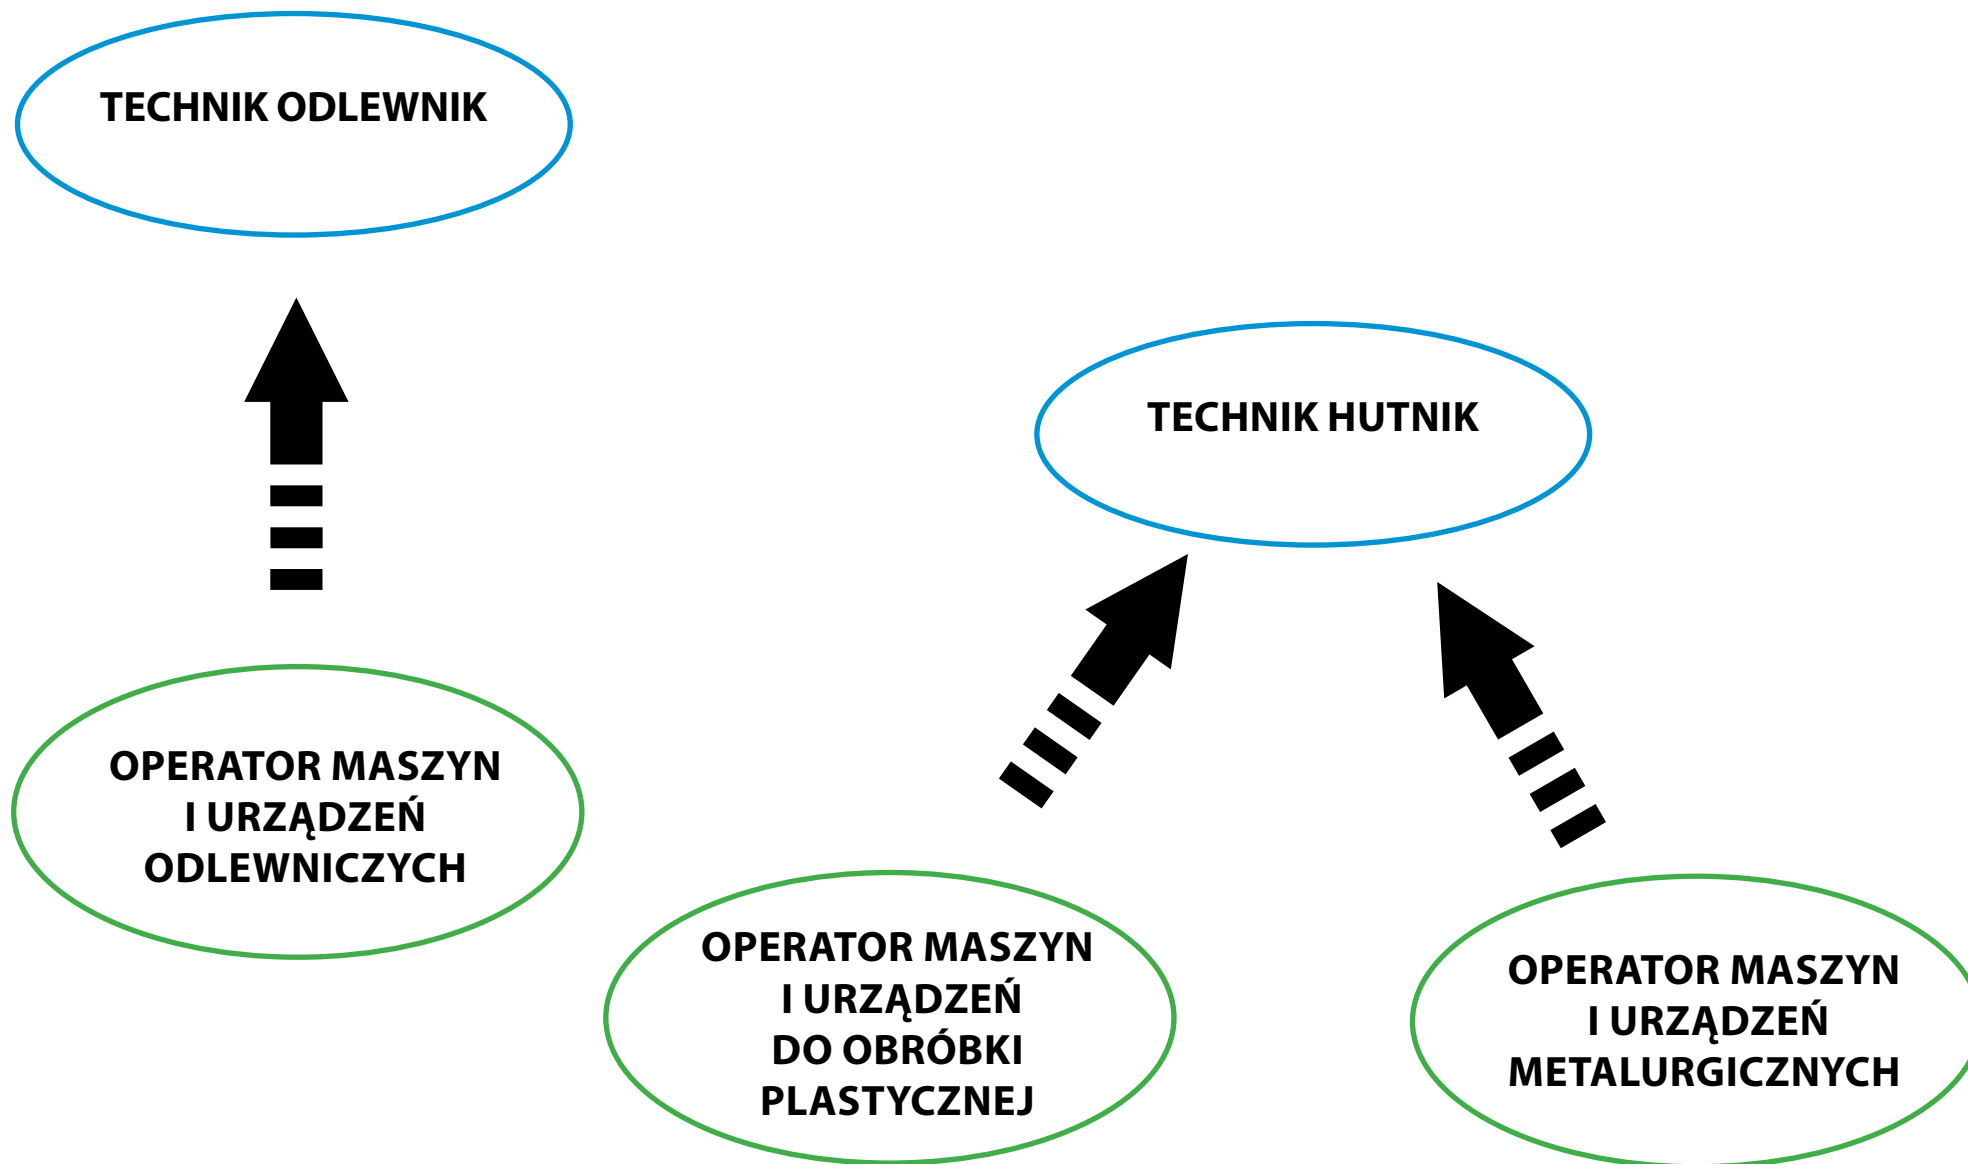 TECHNIK ODLEWNIK
TECHNIK HUTNIK
OPERATOR MASZYN
I URZĄDZEŃ
ODLEWNICZYCH
OPERATOR MASZYN
I URZĄDZEŃ
DO OBRÓBKI
PLASTYCZNEJ
OPERATOR MASZYN
I URZĄDZEŃ
METALURGICZNYCH